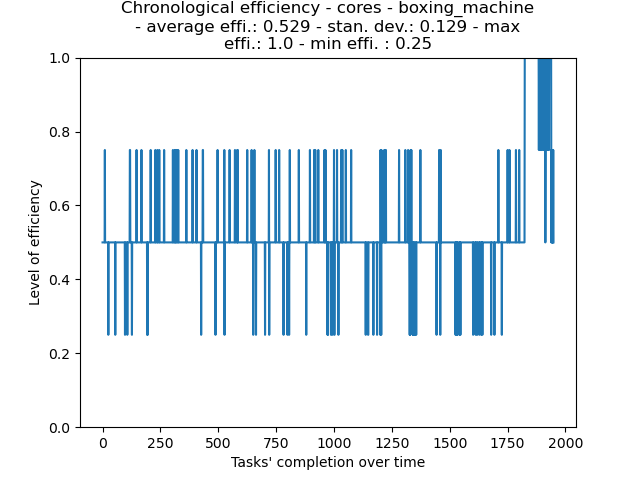 Chronological efficiency - cores - boxing_machine
- average effi.: 0.529 - stan. dev.: 0.129 - max
effi.: 1.0 - min effi. : 0.25
1.0
0.8
0.6
0.4
0.2
0.0
Level of efficiency
0 250 500 750 1000 1250 1500 1750 2000
Tasks' completion over time